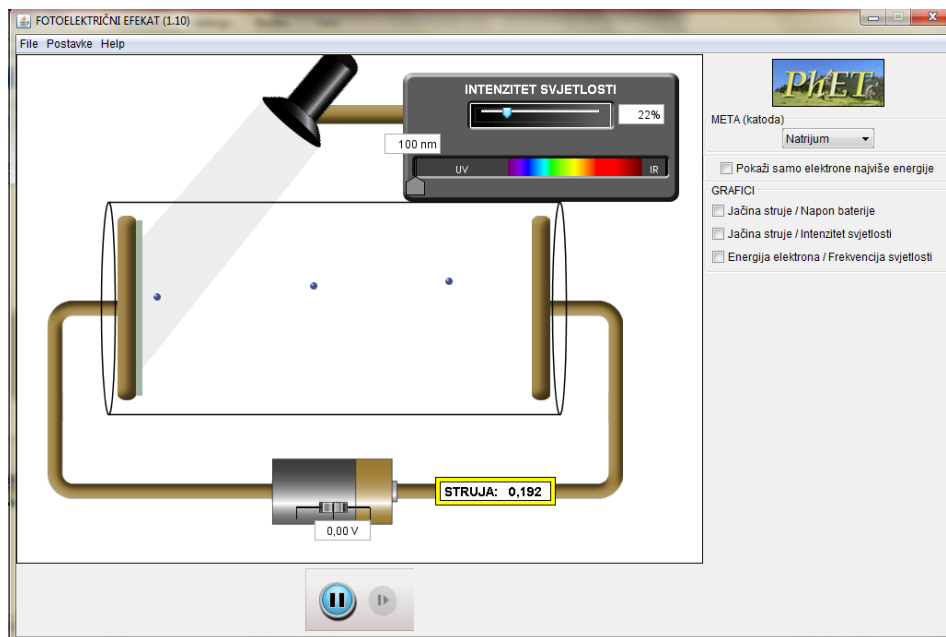 FOTOELEKTRIČNI EFEKAT (1.10)
File Postavke Help
INTENZITET SVJETLOSTI
22%
100 nm
UV
IR
STRUJA: 0,192
0,00 V
PhET
META (katoda)
Natrijum
Pokaži samo elektrone najviše energije
GRAFICI
Jačina struje / Napon baterije
Jačina struje / Intenzitet svjetlosti
Energija elektrona / Frekvencija svjetlosti